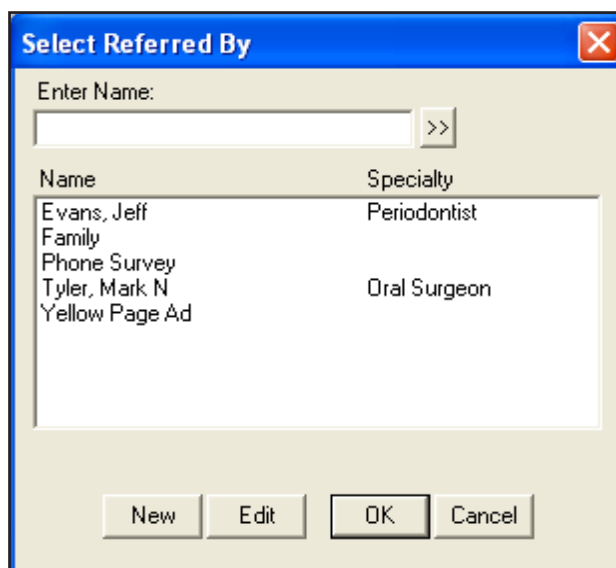 Select Referred By
Enter Name:
>>
Name Specialty
Evans, Jeff Periodontist
Family
Phone Survey
Tyler, Mark N Oral Surgeon
Yellow Page Ad
New Edit OK Cancel